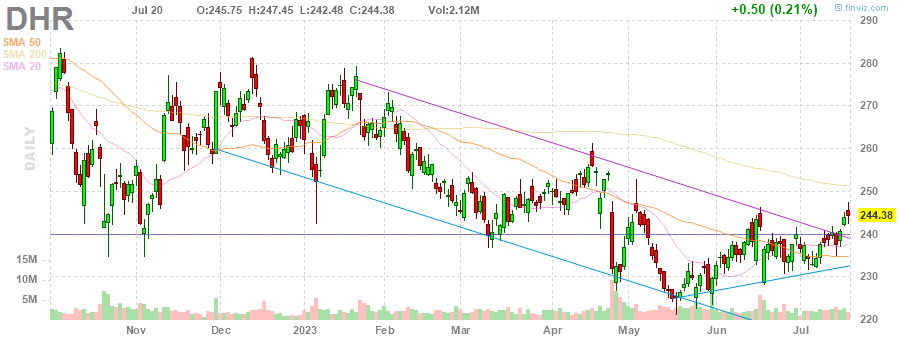 DHR
Jul 20 O:245.75 H:247.45 L:242.48 C:244.38 Vol:2.12M +0.50 (0.21%)
© finviz.com
SMA 50
SMA 200
SMA 20
DAILY
290
280
270
260
250
244.38
240
230
220
15M
10M
5M
Nov Dec 2023 Feb Mar Apr May Jun Jul